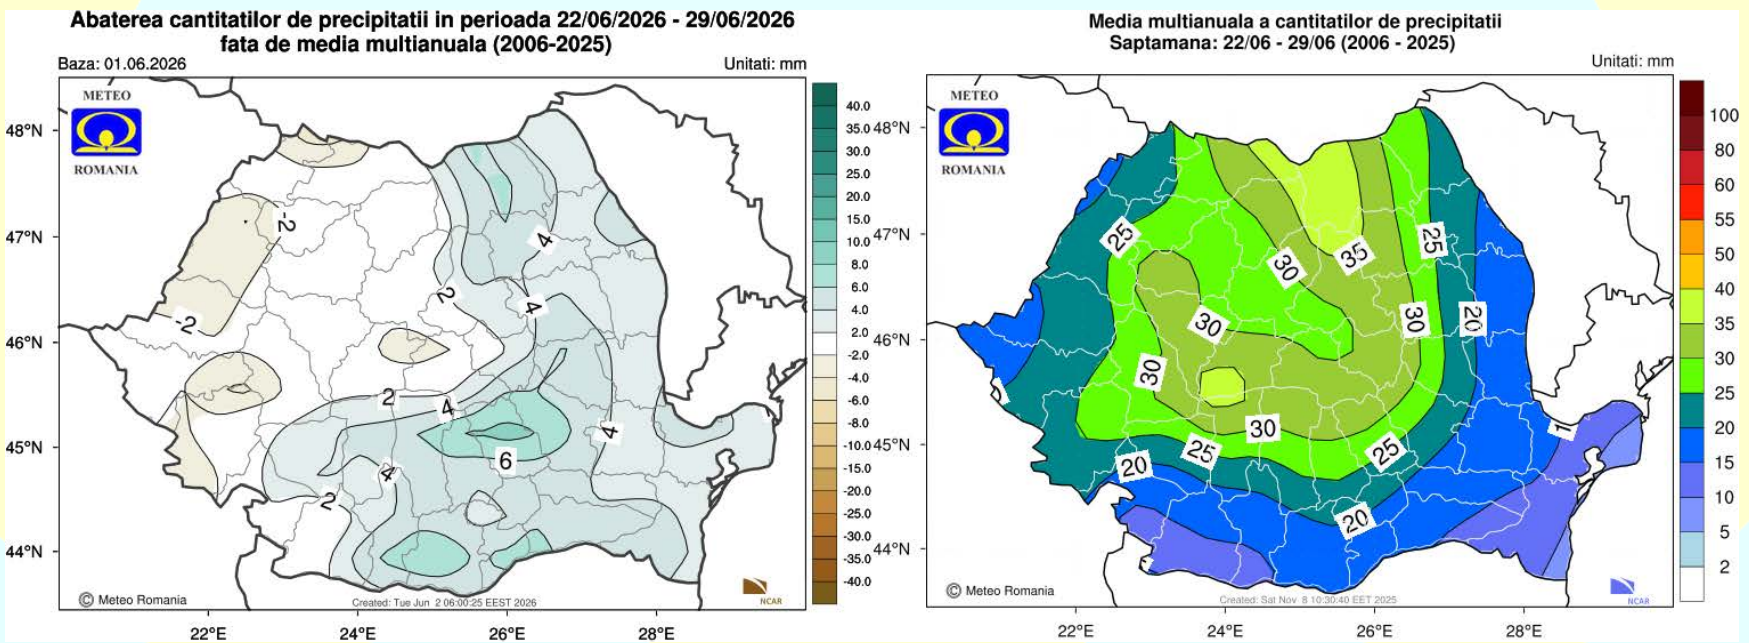 Abaterea cantitatilor de precipitatii in perioada 22/06/2026 - 29/06/2026
fata de media multianuala (2006-2025)
Baza: 01.06.2026
Unitati: mm
METEO
ROMANIA
48°N
47°N
46°N
45°N
44°N
22°E
24°E
26°E
28°E
-2
-2
4
2
4
2
4
4
6
4
2
40.0
35.0
30.0
25.0
20.0
15.0
10.0
8.0
6.0
4.0
2.0
-2.0
-4.0
-6.0
-8.0
-10.0
-15.0
-20.0
-25.0
-30.0
-35.0
-40.0
© Meteo Romania
Created: Tue Jun 2 06:00:25 EEST 2026
NCAR
Media multianuala a cantitatilor de precipitatii
Saptamana: 22/06 - 29/06 (2006 - 2025)
Unitati: mm
METEO
ROMANIA
48°N
47°N
46°N
45°N
44°N
22°E
24°E
26°E
28°E
25
25
35
30
30
30
20
30
30
25
25
20
20
1
100
80
60
55
50
40
35
30
25
20
15
10
5
2
© Meteo Romania
Created: Sat Nov 8 10:30:40 EET 2025
NCAR